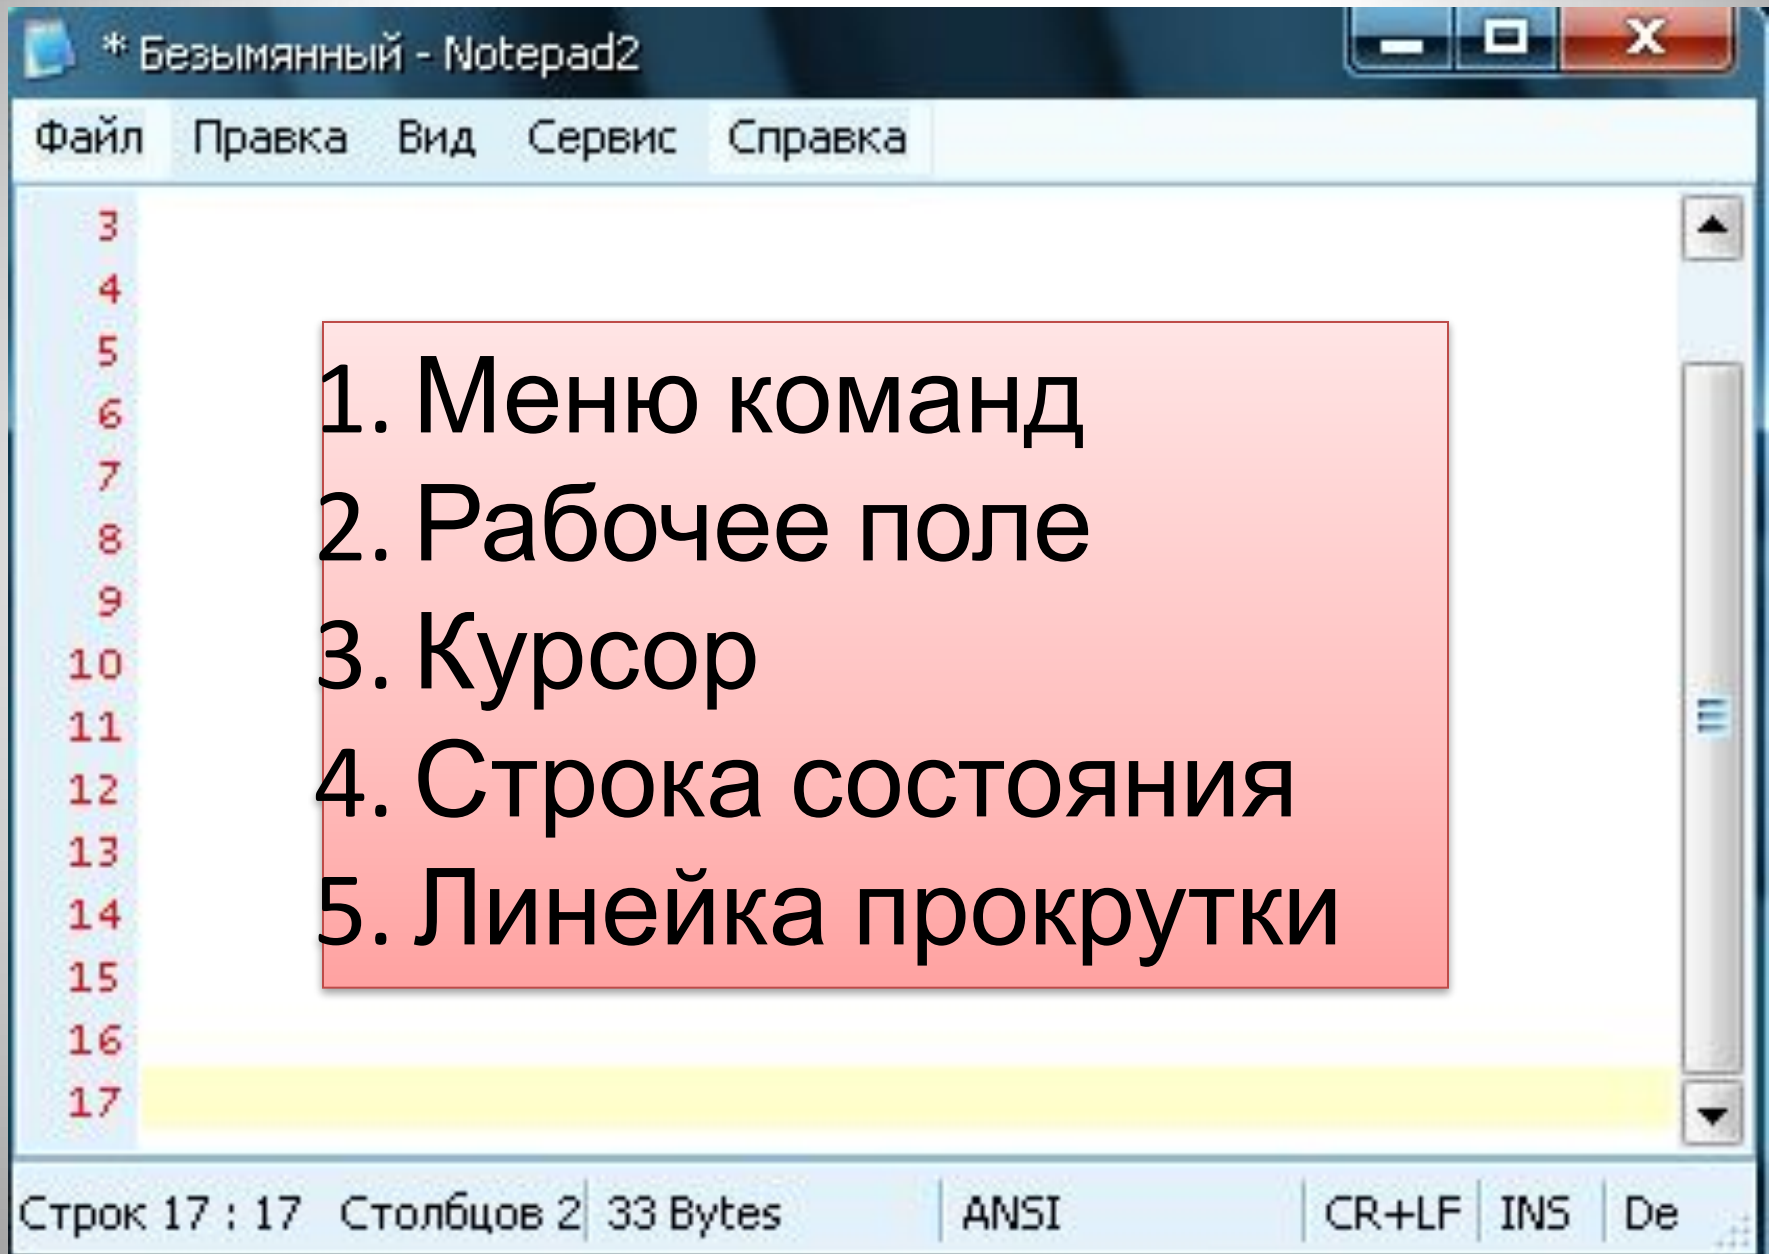 * Безымянный - Notepad2
Файл Правка Вид Сервис Справка
3
4
5
6
7
8
9
10
11
12
13
14
15
16
17
1. Меню команд
2. Рабочее поле
3. Курсор
4. Строка состояния
5. Линейка прокрутки
Строк 17 : 17 Столбцов 2 33 Bytes ANSI CR+LF INS De